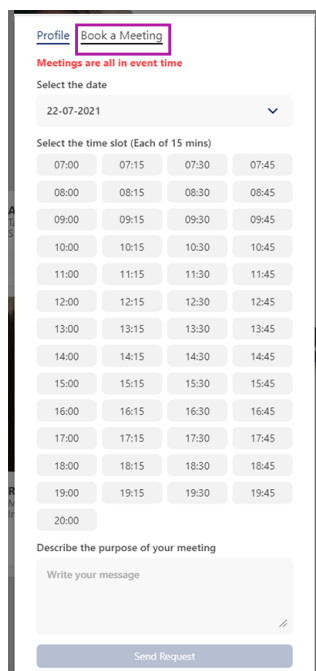 Profile Book a Meeting
Meetings are all in event time
Select the date
22-07-2021
Select the time slot (Each of 15 mins)
07:00 07:15 07:30 07:45
08:00 08:15 08:30 08:45
09:00 09:15 09:30 09:45
10:00 10:15 10:30 10:45
11:00 11:15 11:30 11:45
12:00 12:15 12:30 12:45
13:00 13:15 13:30 13:45
14:00 14:15 14:30 14:45
15:00 15:15 15:30 15:45
16:00 16:15 16:30 16:45
17:00 17:15 17:30 17:45
18:00 18:15 18:30 18:45
19:00 19:15 19:30 19:45
20:00
Describe the purpose of your meeting
Write your message
Send Request